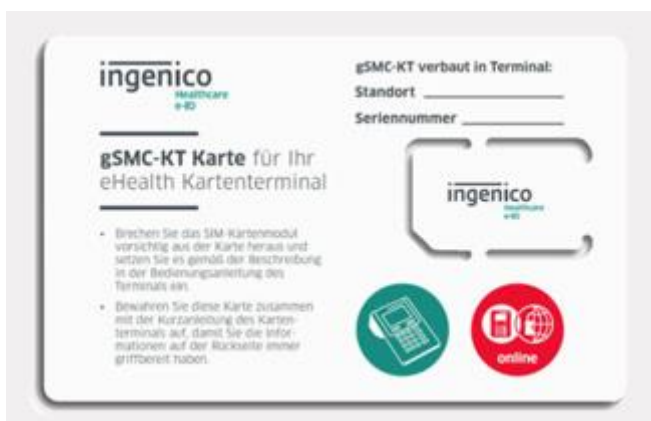 ingenico
Healthcare
e-ID
gSMC-KT Karte für Ihr
eHealth Kartenterminal
• Brechen Sie das SIM-Kartenmodul
vorsichtig aus der Karte heraus und
setzen Sie es gemäß der Beschreibung
in der Bedienungsanleitung des
Terminals ein.
• Bewahren Sie diese Karte zusammen
mit der Kurzanleitung des Karten-
terminals auf, damit Sie die Infor-
mationen auf der Rückseite immer
griffbereit haben.
gSMC-KT verbaut in Terminal:
Standort
Seriennummer
ingenico
Healthcare
e-ID
online